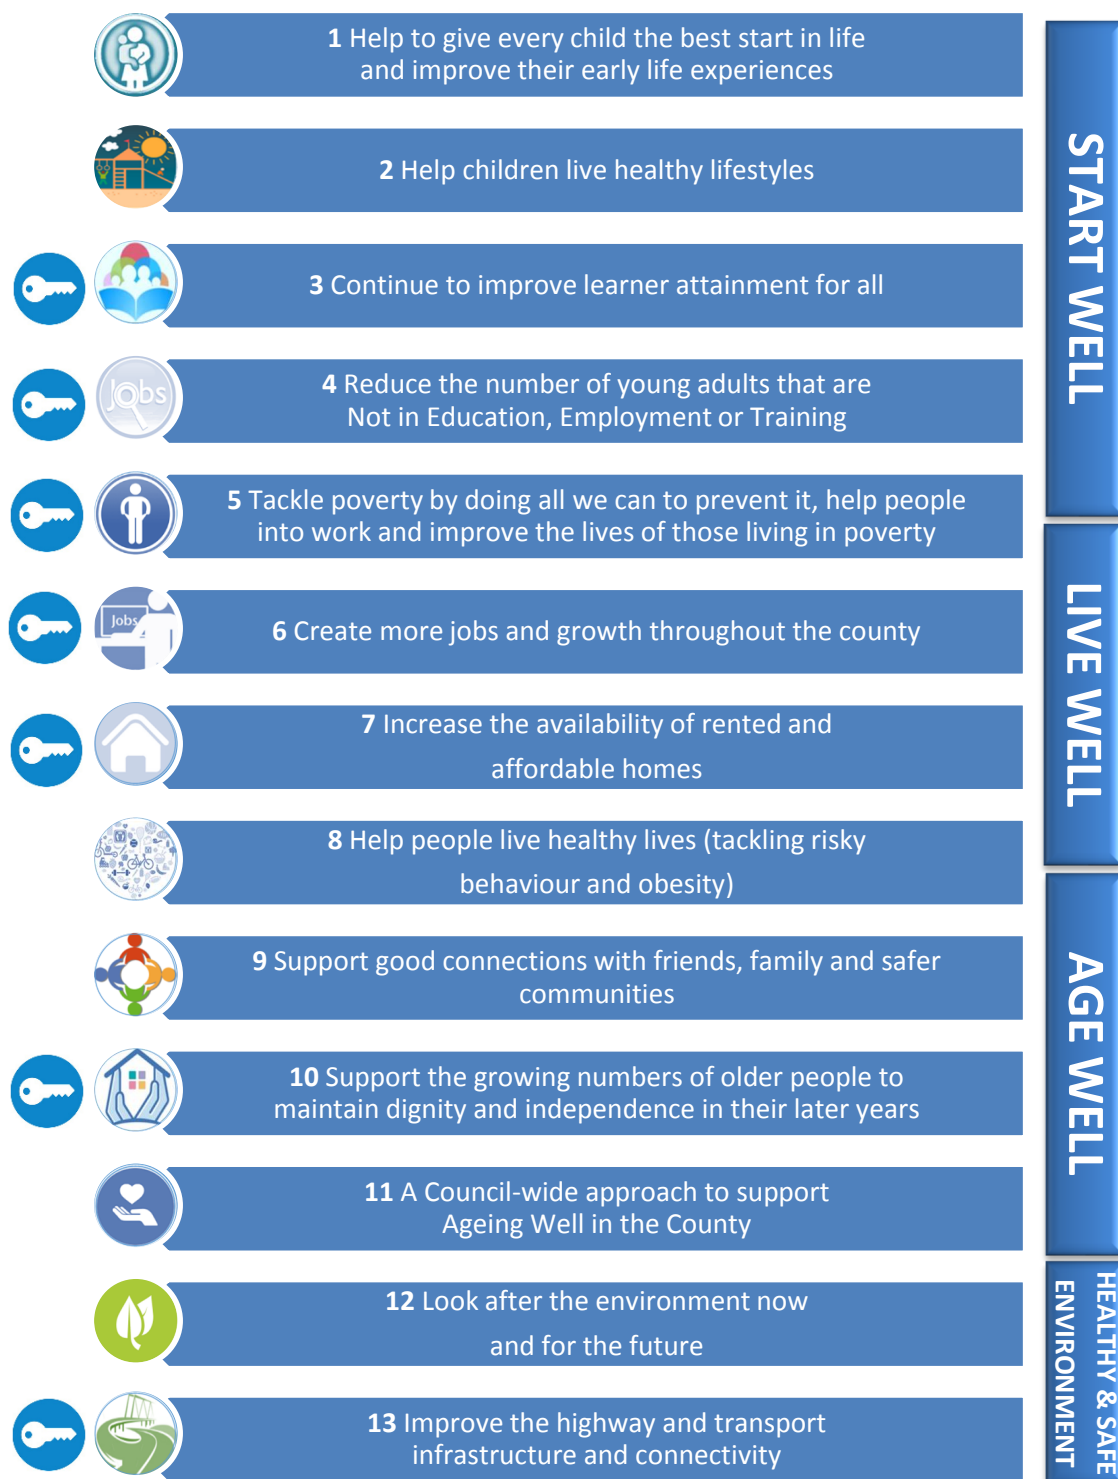 1 Help to give every child the best start in life
and improve their early life experiences
2 Help children live healthy lifestyles
3 Continue to improve learner attainment for all
Jobs
4 Reduce the number of young adults that are
Not in Education, Employment or Training
5 Tackle poverty by doing all we can to prevent it, help people
into work and improve the lives of those living in poverty
START WELL
Jobs
6 Create more jobs and growth throughout the county
7 Increase the availability of rented and
affordable homes
8 Help people live healthy lives (tackling risky
behaviour and obesity)
LIVE WELL
9 Support good connections with friends, family and safer
communities
10 Support the growing numbers of older people to
maintain dignity and independence in their later years
11 A Council-wide approach to support
Ageing Well in the County
AGE WELL
12 Look after the environment now
and for the future
13 Improve the highway and transport
infrastructure and connectivity
HEALTHY & SAFE
ENVIRONMENT